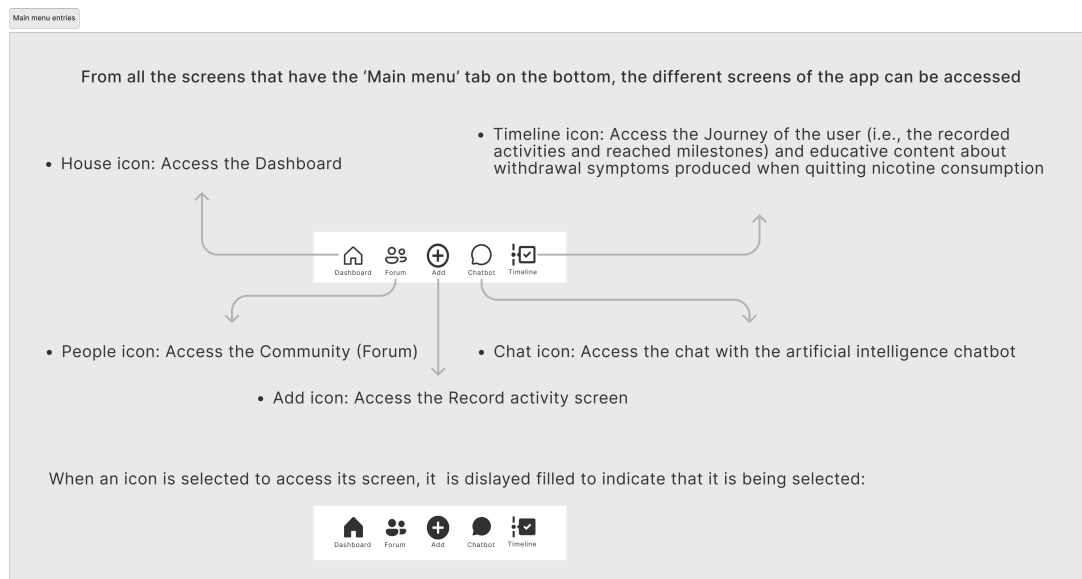 Main menu entries
From all the screens that have the ‘Main menu’ tab on the bottom, the different screens of the app can be accessed
• House icon: Access the Dashboard
• Timeline icon: Access the Journey of the user (i.e., the recorded
activities and reached milestones) and educative content about
withdrawal symptoms produced when quitting nicotine consumption
Dashboard Forum Add Chatbot Timeline
• People icon: Access the Community (Forum)
• Chat icon: Access the chat with the artificial intelligence chatbot
• Add icon: Access the Record activity screen
When an icon is selected to access its screen, it is dislayed filled to indicate that it is being selected:
Dashboard Forum Add Chatbot Timeline